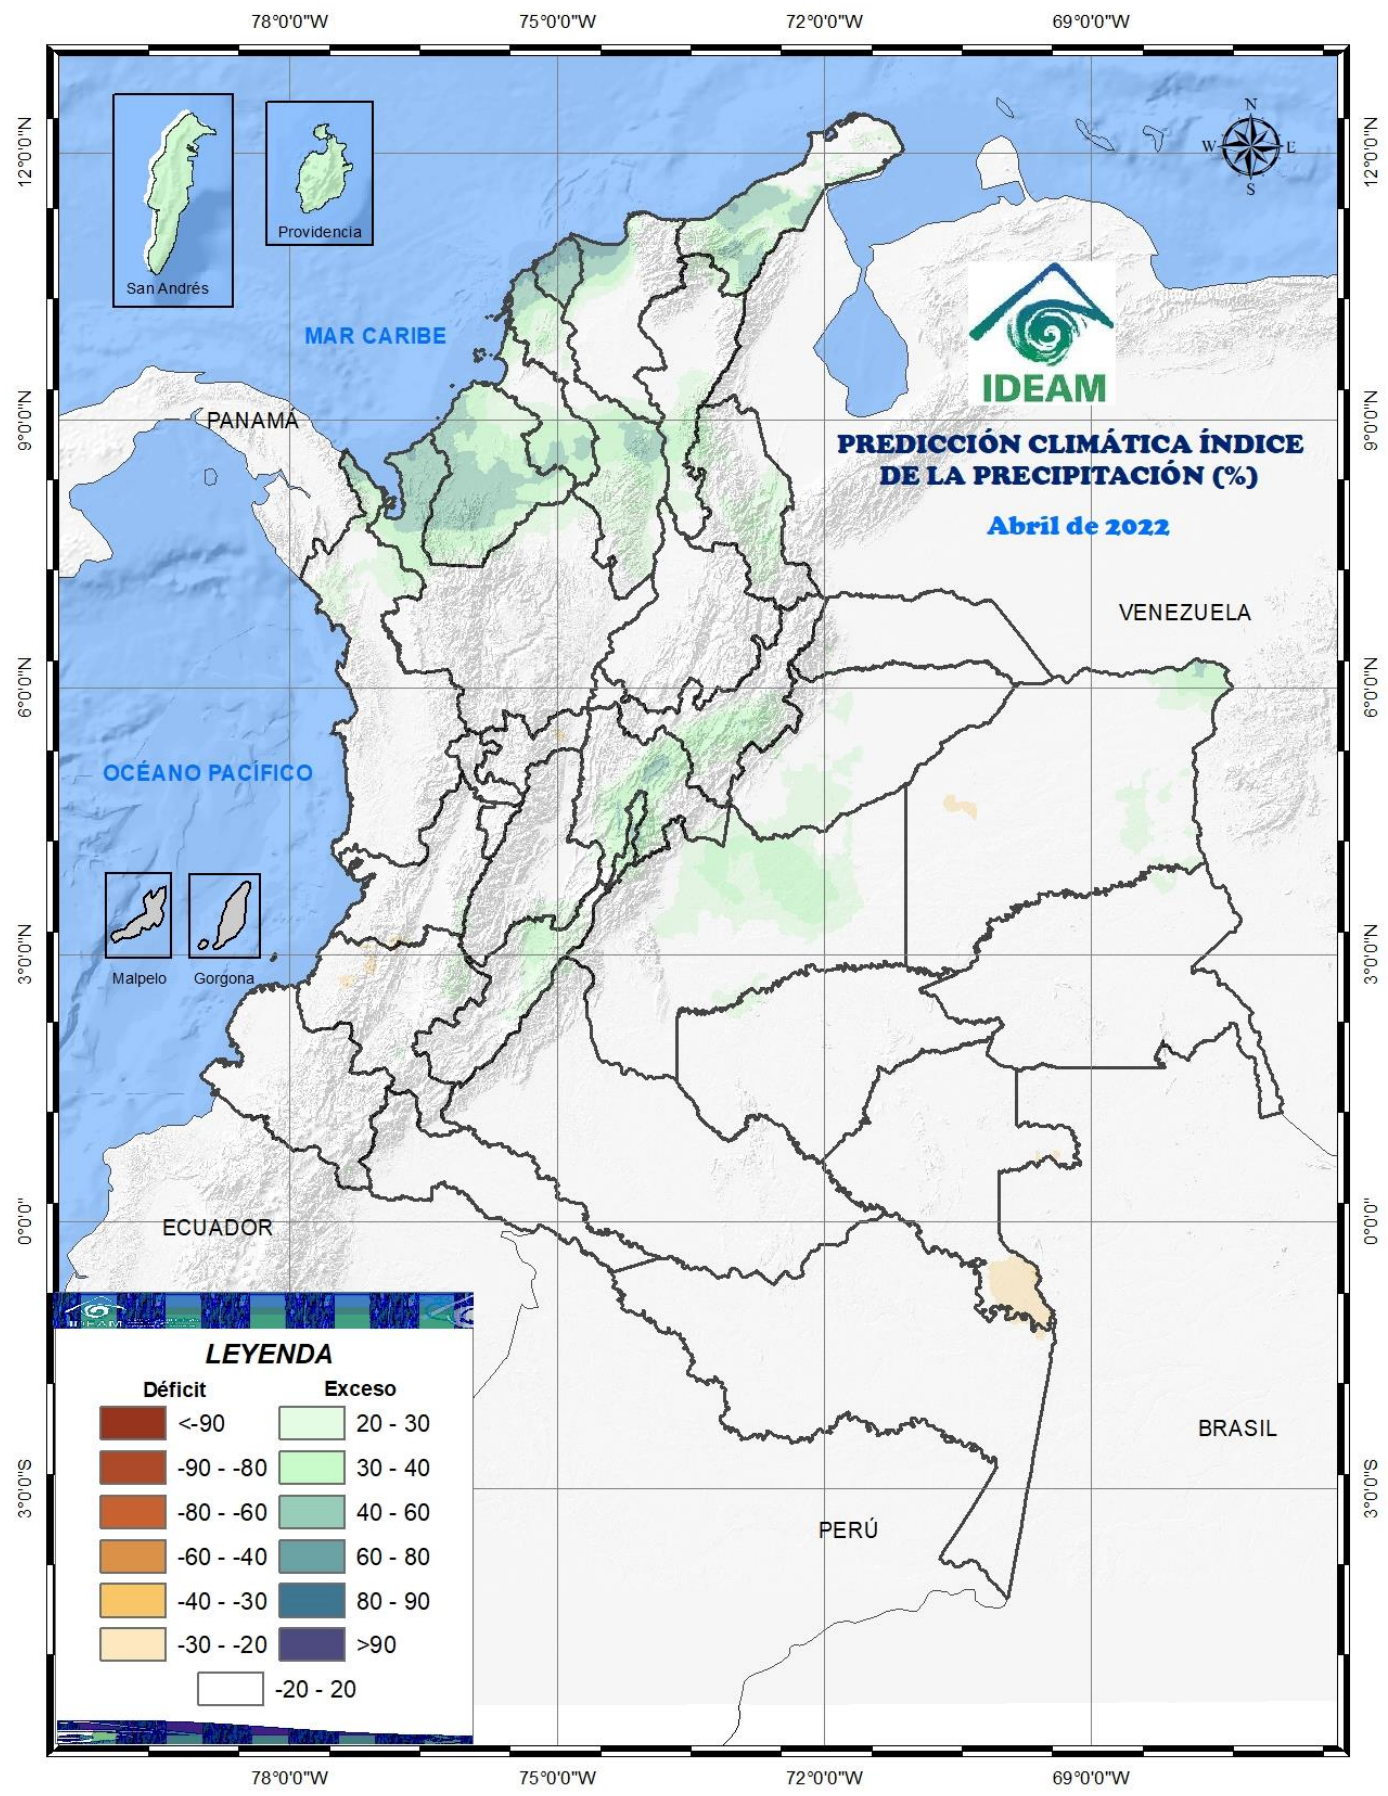 78°0'0"W 75°0'0"W 72°0'0"W 69°0'0"W
12°0'0"N
12°0'0"N
N
W E
S
Providencia
San Andrés
MAR CARIBE
IDEAM
9°0'0"N
9°0'0"N
PANAMÁ
PREDICCIÓN CLIMÁTICA ÍNDICE
DE LA PRECIPITACIÓN (%)
Abril de 2022
VENEZUELA
6°0'0"N
6°0'0"N
OCÉANO PACÍFICO
3°0'0"N
3°0'0"N
Malpelo Gorgona
0°0'0"
0°0'0"
ECUADOR
IDEAM
LEYENDA
Déficit Exceso
<-90 20 - 30
-90 - -80 30 - 40
-80 - -60 40 - 60
-60 - -40 60 - 80
-40 - -30 80 - 90
-30 - -20 >90
-20 - 20
BRASIL
3°0'0"S
3°0'0"S
PERÚ
78°0'0"W 75°0'0"W 72°0'0"W 69°0'0"W